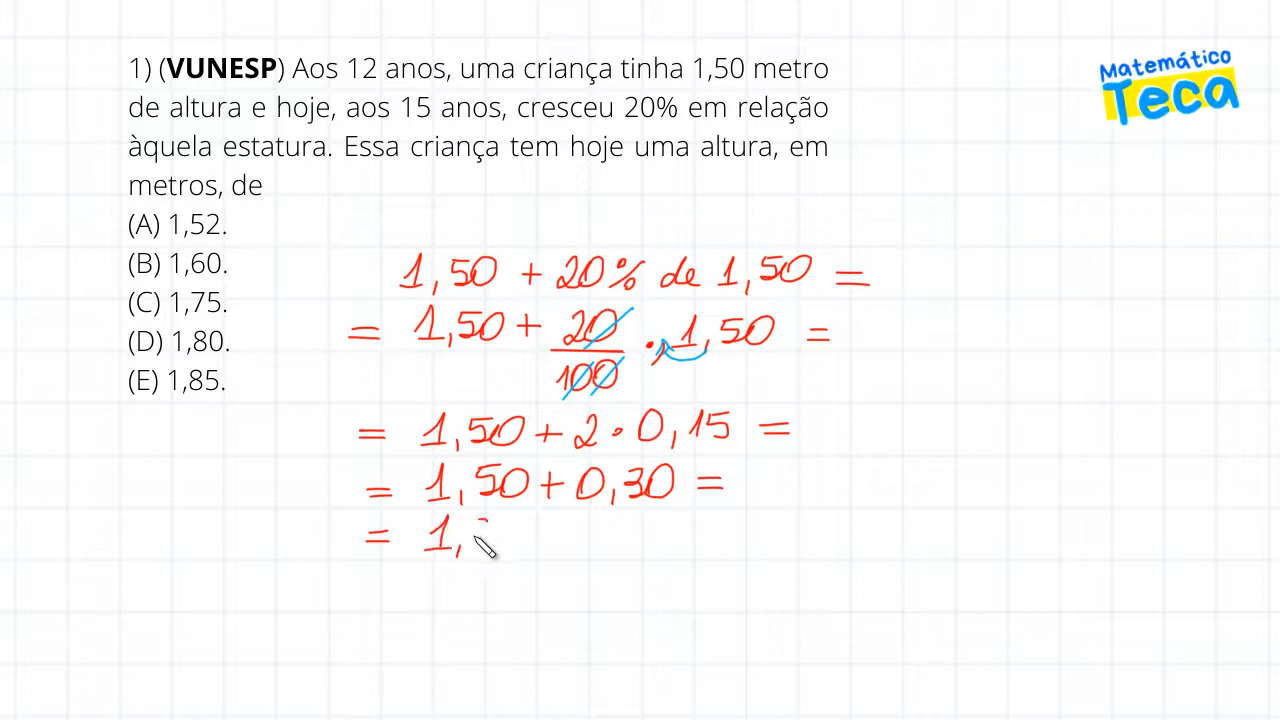 1) (VUNESP) Aos 12 anos, uma criança tinha 1,50 metro
de altura e hoje, aos 15 anos, cresceu 20% em relação
àquela estatura. Essa criança tem hoje uma altura, em
metros, de
(A) 1,52.
(B) 1,60.
(C) 1,75.
(D) 1,80.
(E) 1,85.
Matemático
Teca
1,50 + 20% de 1,50 =
= 1,50 + 20/100 · 1,50 =
= 1,50 + 2 · 0,15 =
= 1,50 + 0,30 =
= 1,